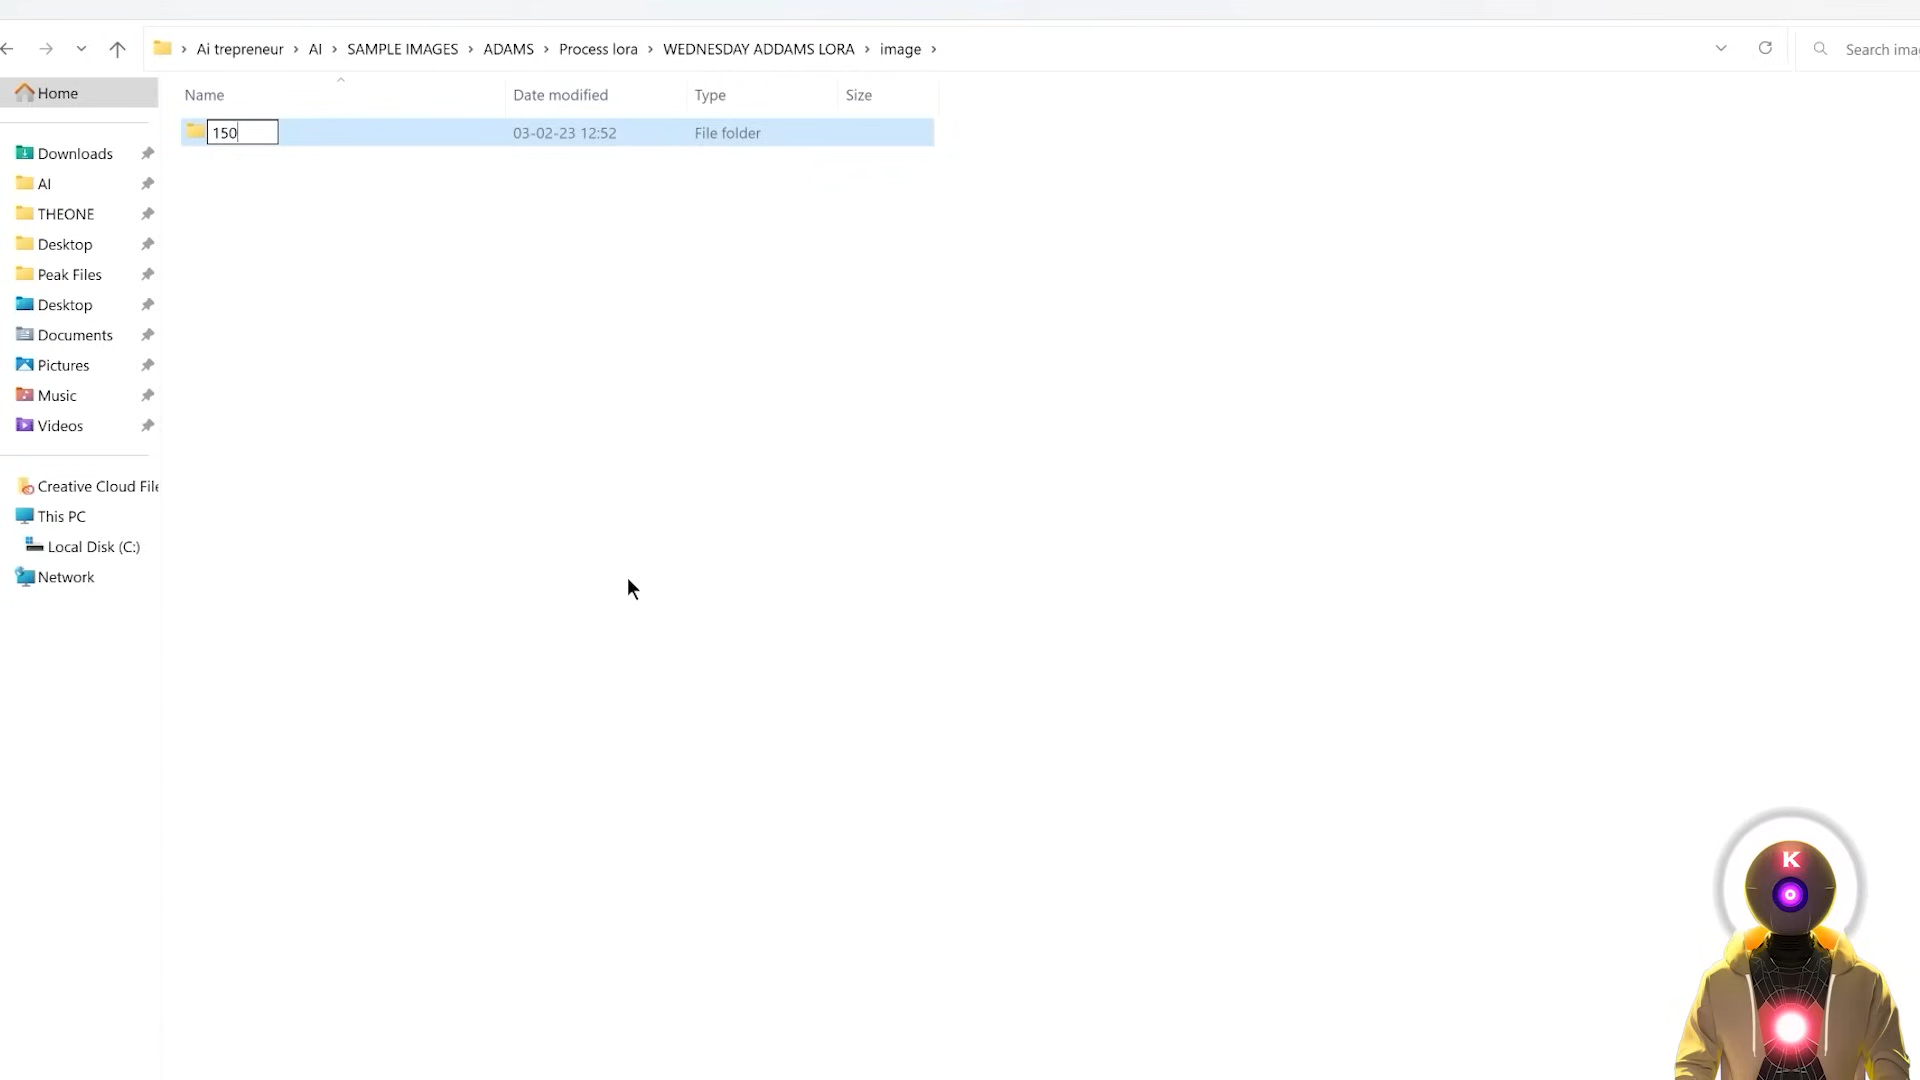 Ai trepreneur > AI > SAMPLE IMAGES > ADAMS > Process lora > WEDNESDAY ADDAMS LORA > image >
Search ima
Home
Name Date modified Type Size
150 03-02-23 12:52 File folder
Downloads
AI
THEONE
Desktop
Peak Files
Desktop
Documents
Pictures
Music
Videos
Creative Cloud File
This PC
Local Disk (C:)
Network
K